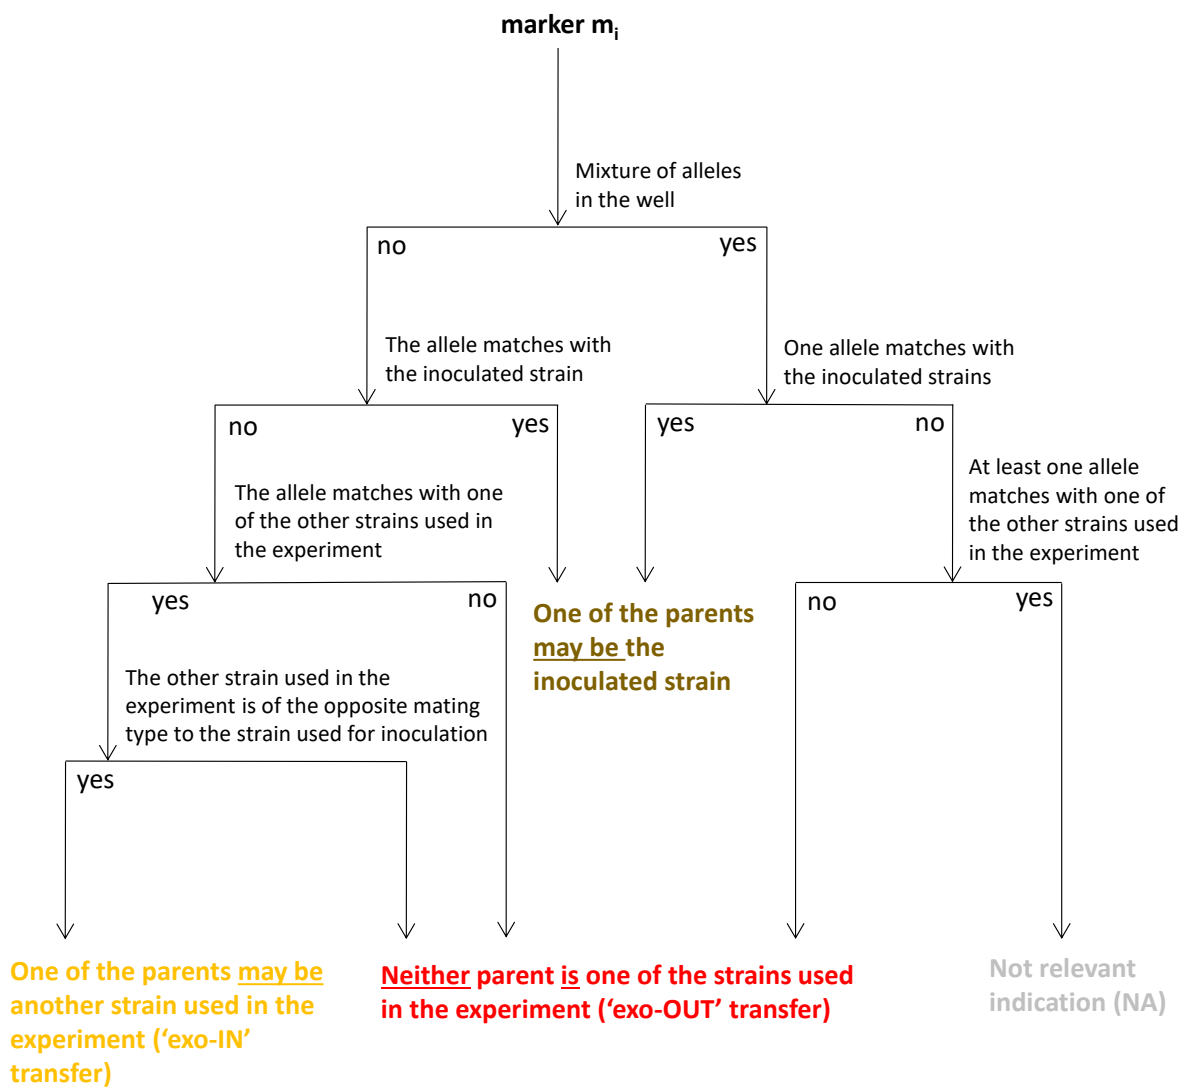 marker mi
Mixture of alleles
in the well
no
yes
The allele matches with
the inoculated strain
One allele matches with
the inoculated strains
no
yes
yes
no
The allele matches with one
of the other strains used in
the experiment
At least one allele
matches with one of
the other strains used
in the experiment
yes
no
One of the parents
may be the
inoculated strain
no
yes
The other strain used in the
experiment is of the opposite mating
type to the strain used for inoculation
yes
One of the parents may be
another strain used in the
experiment (‘exo-IN’
transfer)
Neither parent is one of the strains used
in the experiment (‘exo-OUT’ transfer)
Not relevant
indication (NA)